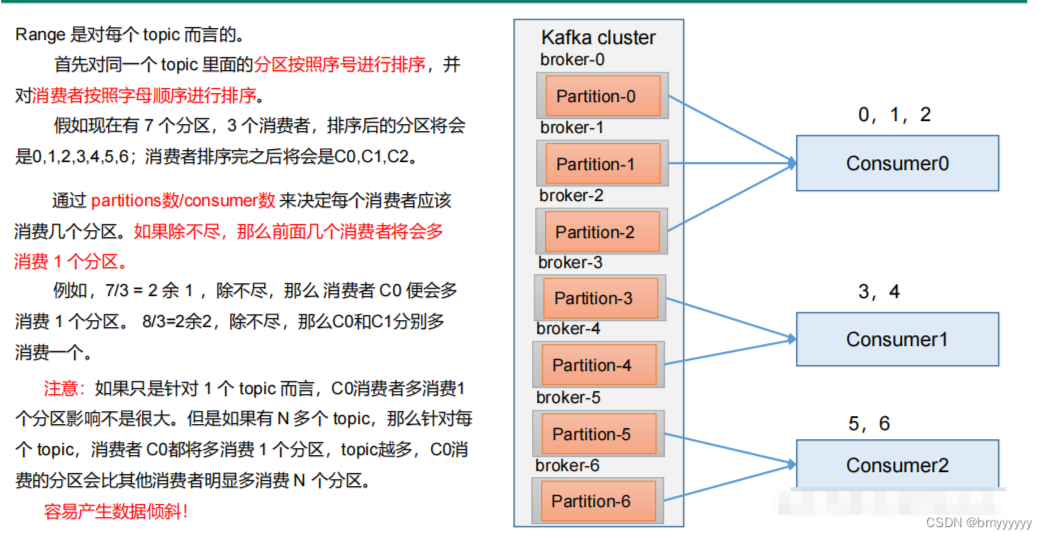 Range 是对每个 topic 而言的。
首先对同一个 topic 里面的分区按照序号进行排序，并
对消费者按照字母顺序进行排序。
假如现在有 7 个分区，3 个消费者，排序后的分区将会
是0,1,2,3,4,5,6；消费者排序完之后将会是C0,C1,C2。
通过 partitions数/consumer数 来决定每个消费者应该
消费几个分区。如果除不尽，那么前面几个消费者将会多
消费 1 个分区。
例如，7/3 = 2 余 1 ，除不尽，那么 消费者 C0 便会多
消费 1 个分区。 8/3=2余2，除不尽，那么C0和C1分别多
消费一个。
注意：如果只是针对 1 个 topic 而言，C0消费者多消费1
个分区影响不是很大。但是如果有 N 多个 topic，那么针对每
个 topic，消费者 C0都将多消费 1 个分区，topic越多，C0消
费的分区会比其他消费者明显多消费 N 个分区。
容易产生数据倾斜！
Kafka cluster
broker-0
Partition-0
broker-1
Partition-1
broker-2
Partition-2
broker-3
Partition-3
broker-4
Partition-4
broker-5
Partition-5
broker-6
Partition-6
0，1，2
Consumer0
3，4
Consumer1
5，6
Consumer2
CSDN @bmyyyyyy